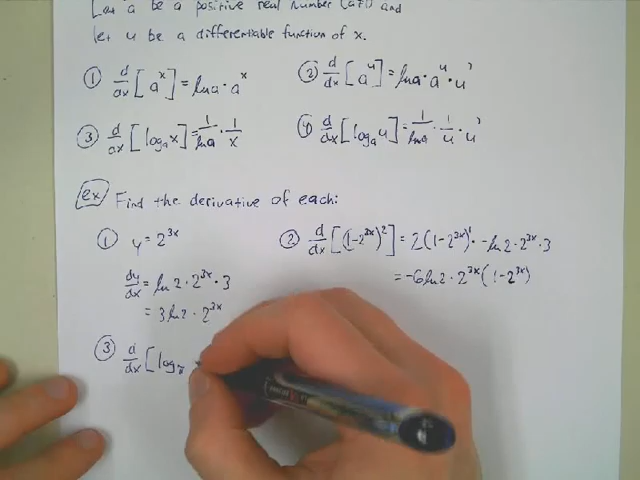 Let a be a positive real number (a≠1) and
let u be a differentiable function of x.
① d/dx [a^x] = ln a · a^x ② d/dx [a^u] = ln a · a^u · u'
③ d/dx [log_a x] = 1/ln a · 1/x ④ d/dx [log_a u] = 1/ln a · 1/u · u'
ex Find the derivative of each:
① y = 2^{3x} ② d/dx [(1-2^{3x})^2] = 2(1-2^{3x})^1 · -ln 2 · 2^{3x} · 3
dy/dx = ln 2 · 2^{3x} · 3 = -6 ln 2 · 2^{3x} (1-2^{3x})
= 3 ln 2 · 2^{3x}
③ d/dx [log